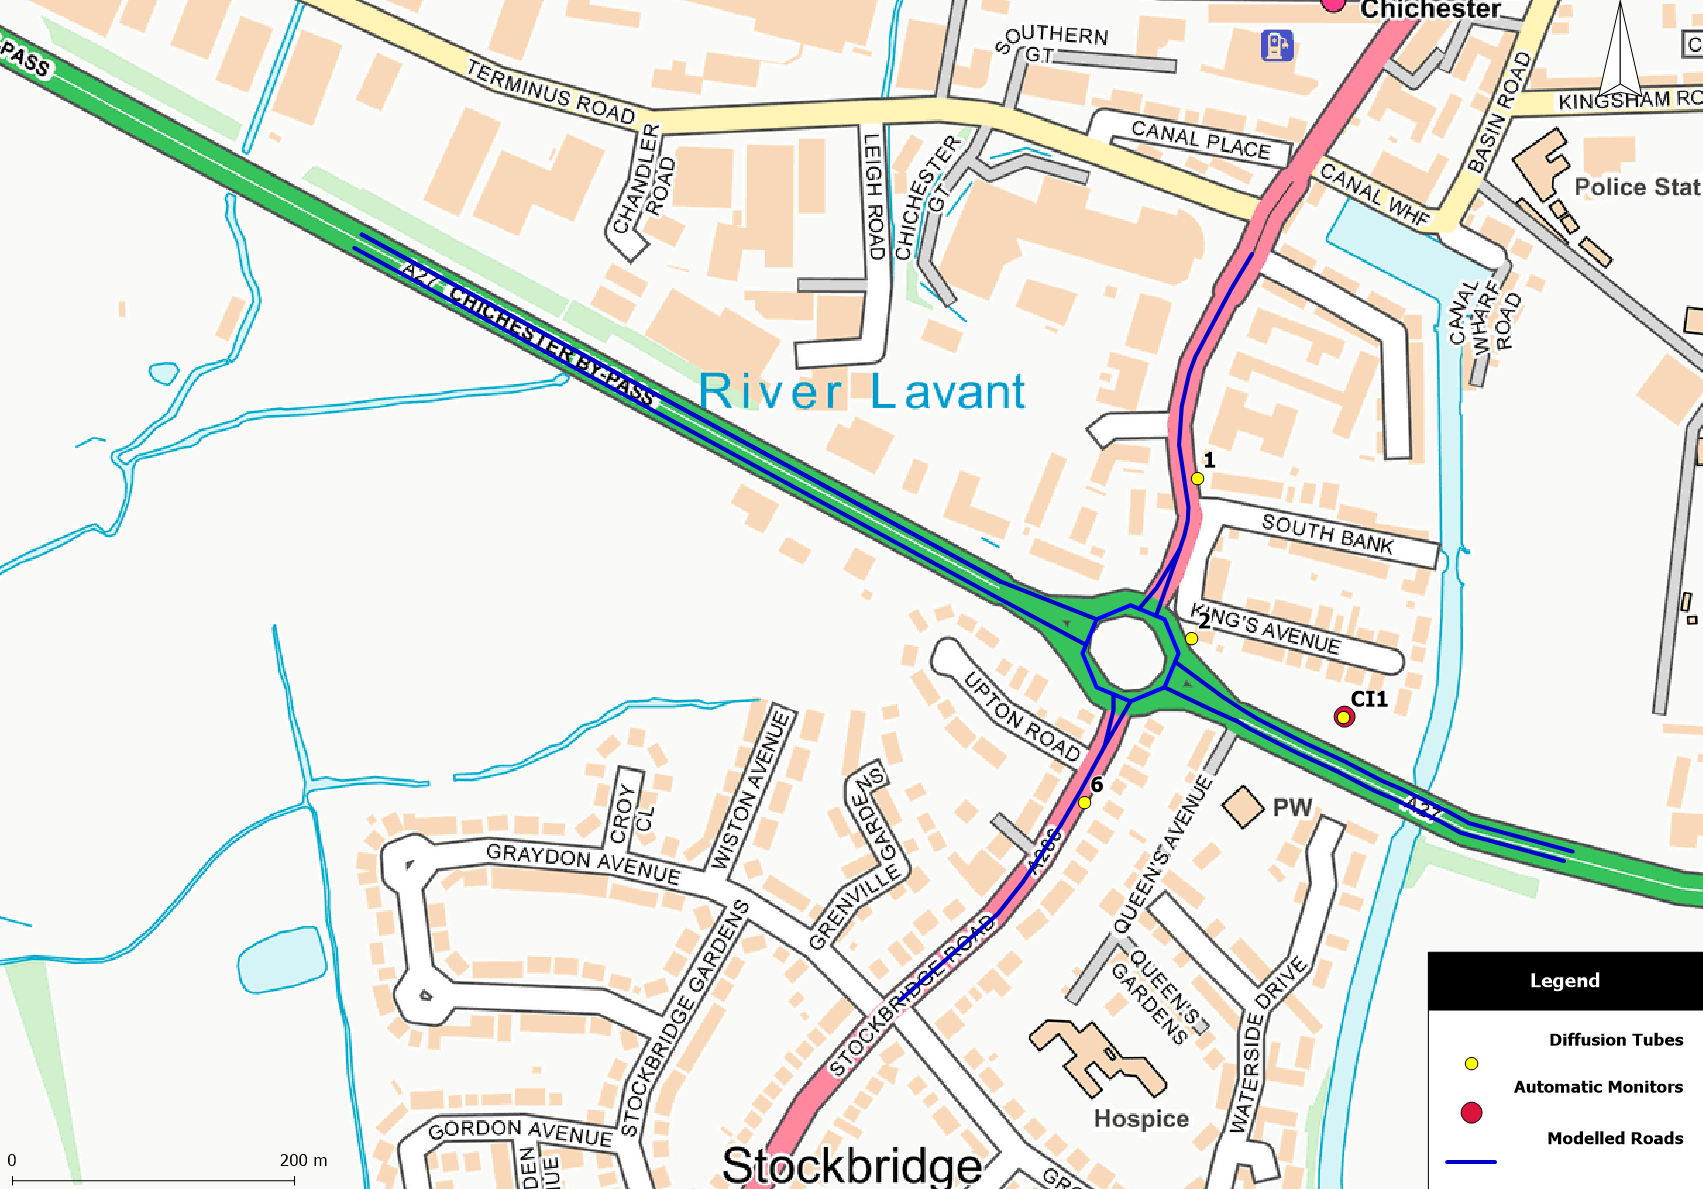 Chichester
-PASS
SOUTHERN
GT
TERMINUS ROAD
KINGSHAM RO
BASIN ROAD
CANAL PLACE
CHANDLER
ROAD
LEIGH ROAD
CHICHESTER
GT
CANAL WHF
Police Stat
A27 CHICHESTER BY-PASS
CANAL
WHARF
ROAD
River Lavant
1
SOUTH BANK
2
KING'S AVENUE
UPTON ROAD
CI1
WISTON AVENUE
6
PW
A27
CROY
CL
GRENVILLE GARDENS
GRAYDON AVENUE
A286
QUEEN'S AVENUE
STOCKBRIDGE ROAD
STOCKBRIDGE GARDENS
QUEEN'S
GARDENS
WATERSIDE DRIVE
Hospice
GORDON AVENUE
Stockbridge
0
200 m
Legend
Diffusion Tubes
Automatic Monitors
Modelled Roads